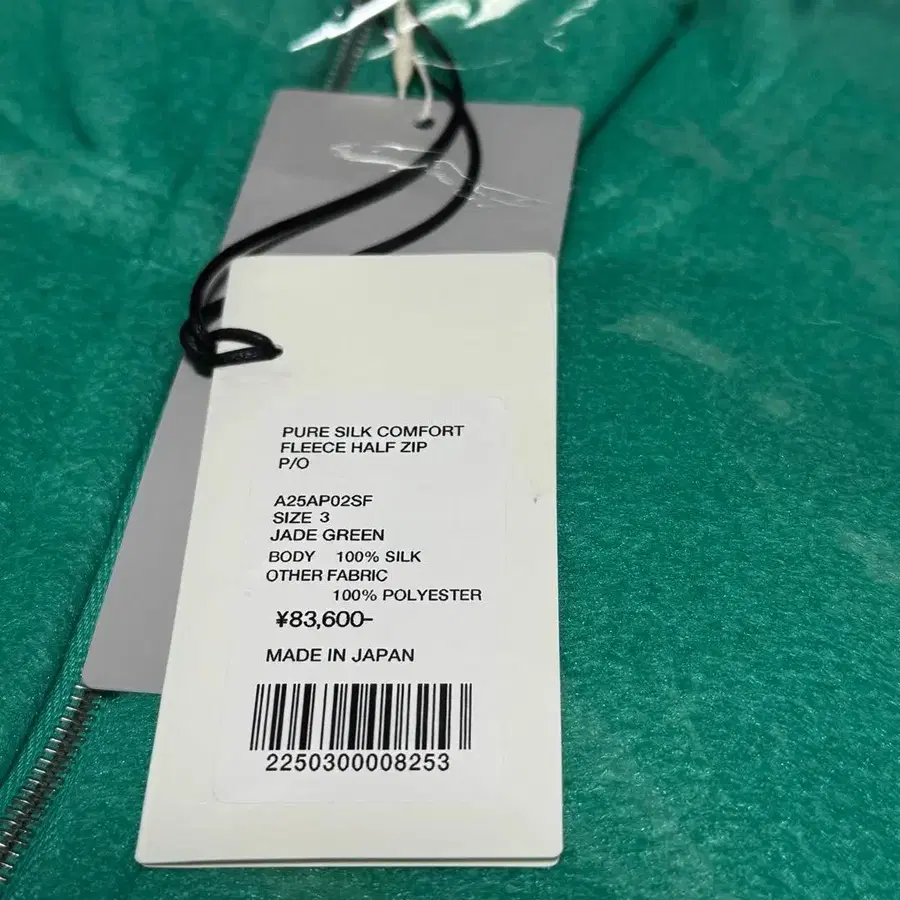 PURE SILK COMFORT
FLEECE HALF ZIP
P/O
A25AP02SF
SIZE 3
JADE GREEN
BODY 100% SILK
OTHER FABRIC
100% POLYESTER
¥83,600-
MADE IN JAPAN
2250300008253